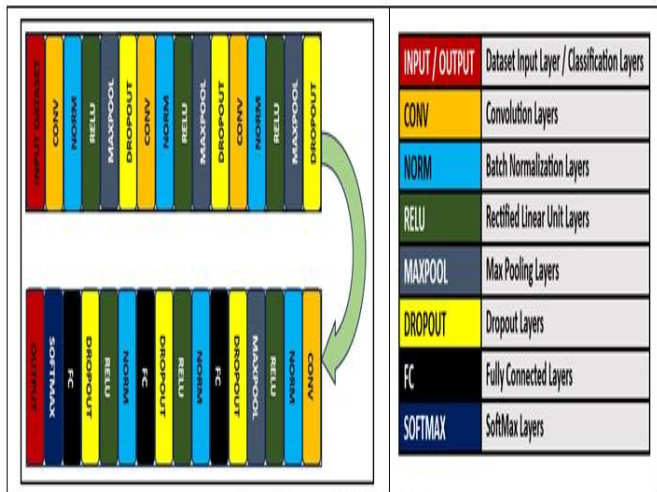 INPUT DATASET
CONV
NORM
RELU
MAXPOOL
DROPOUT
CONV
NORM
RELU
MAXPOOL
DROPOUT
CONV
NORM
RELU
MAXPOOL
DROPOUT
OUTPUT
SOFTMAX
FC
DROPOUT
RELU
NORM
FC
DROPOUT
RELU
NORM
FC
DROPOUT
MAXPOOL
RELU
NORM
CONV
INPUT / OUTPUT Dataset Input Layer / Classification Layers
CONV Convolution Layers
NORM Batch Normalization Layers
RELU Rectified Linear Unit Layers
MAXPOOL Max Pooling Layers
DROPOUT Dropout Layers
FC Fully Connected Layers
SOFTMAX SoftMax Layers